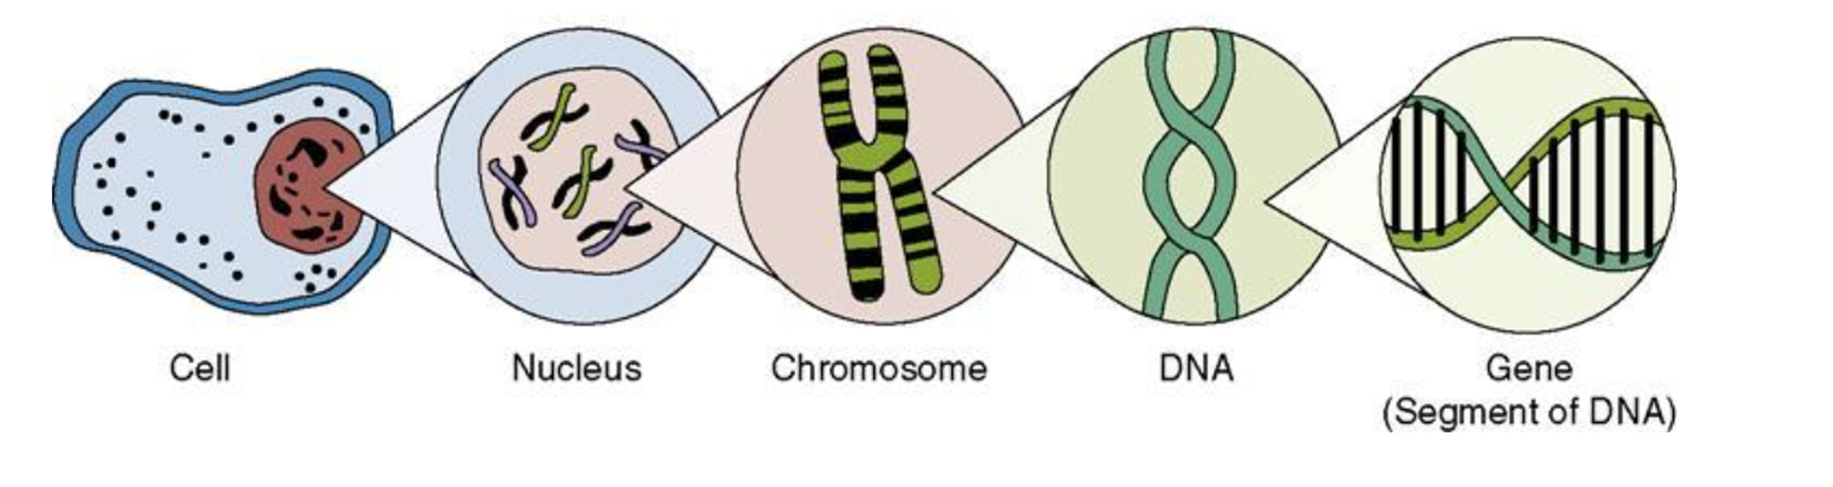 Cell
Nucleus
Chromosome
DNA
Gene
(Segment of DNA)